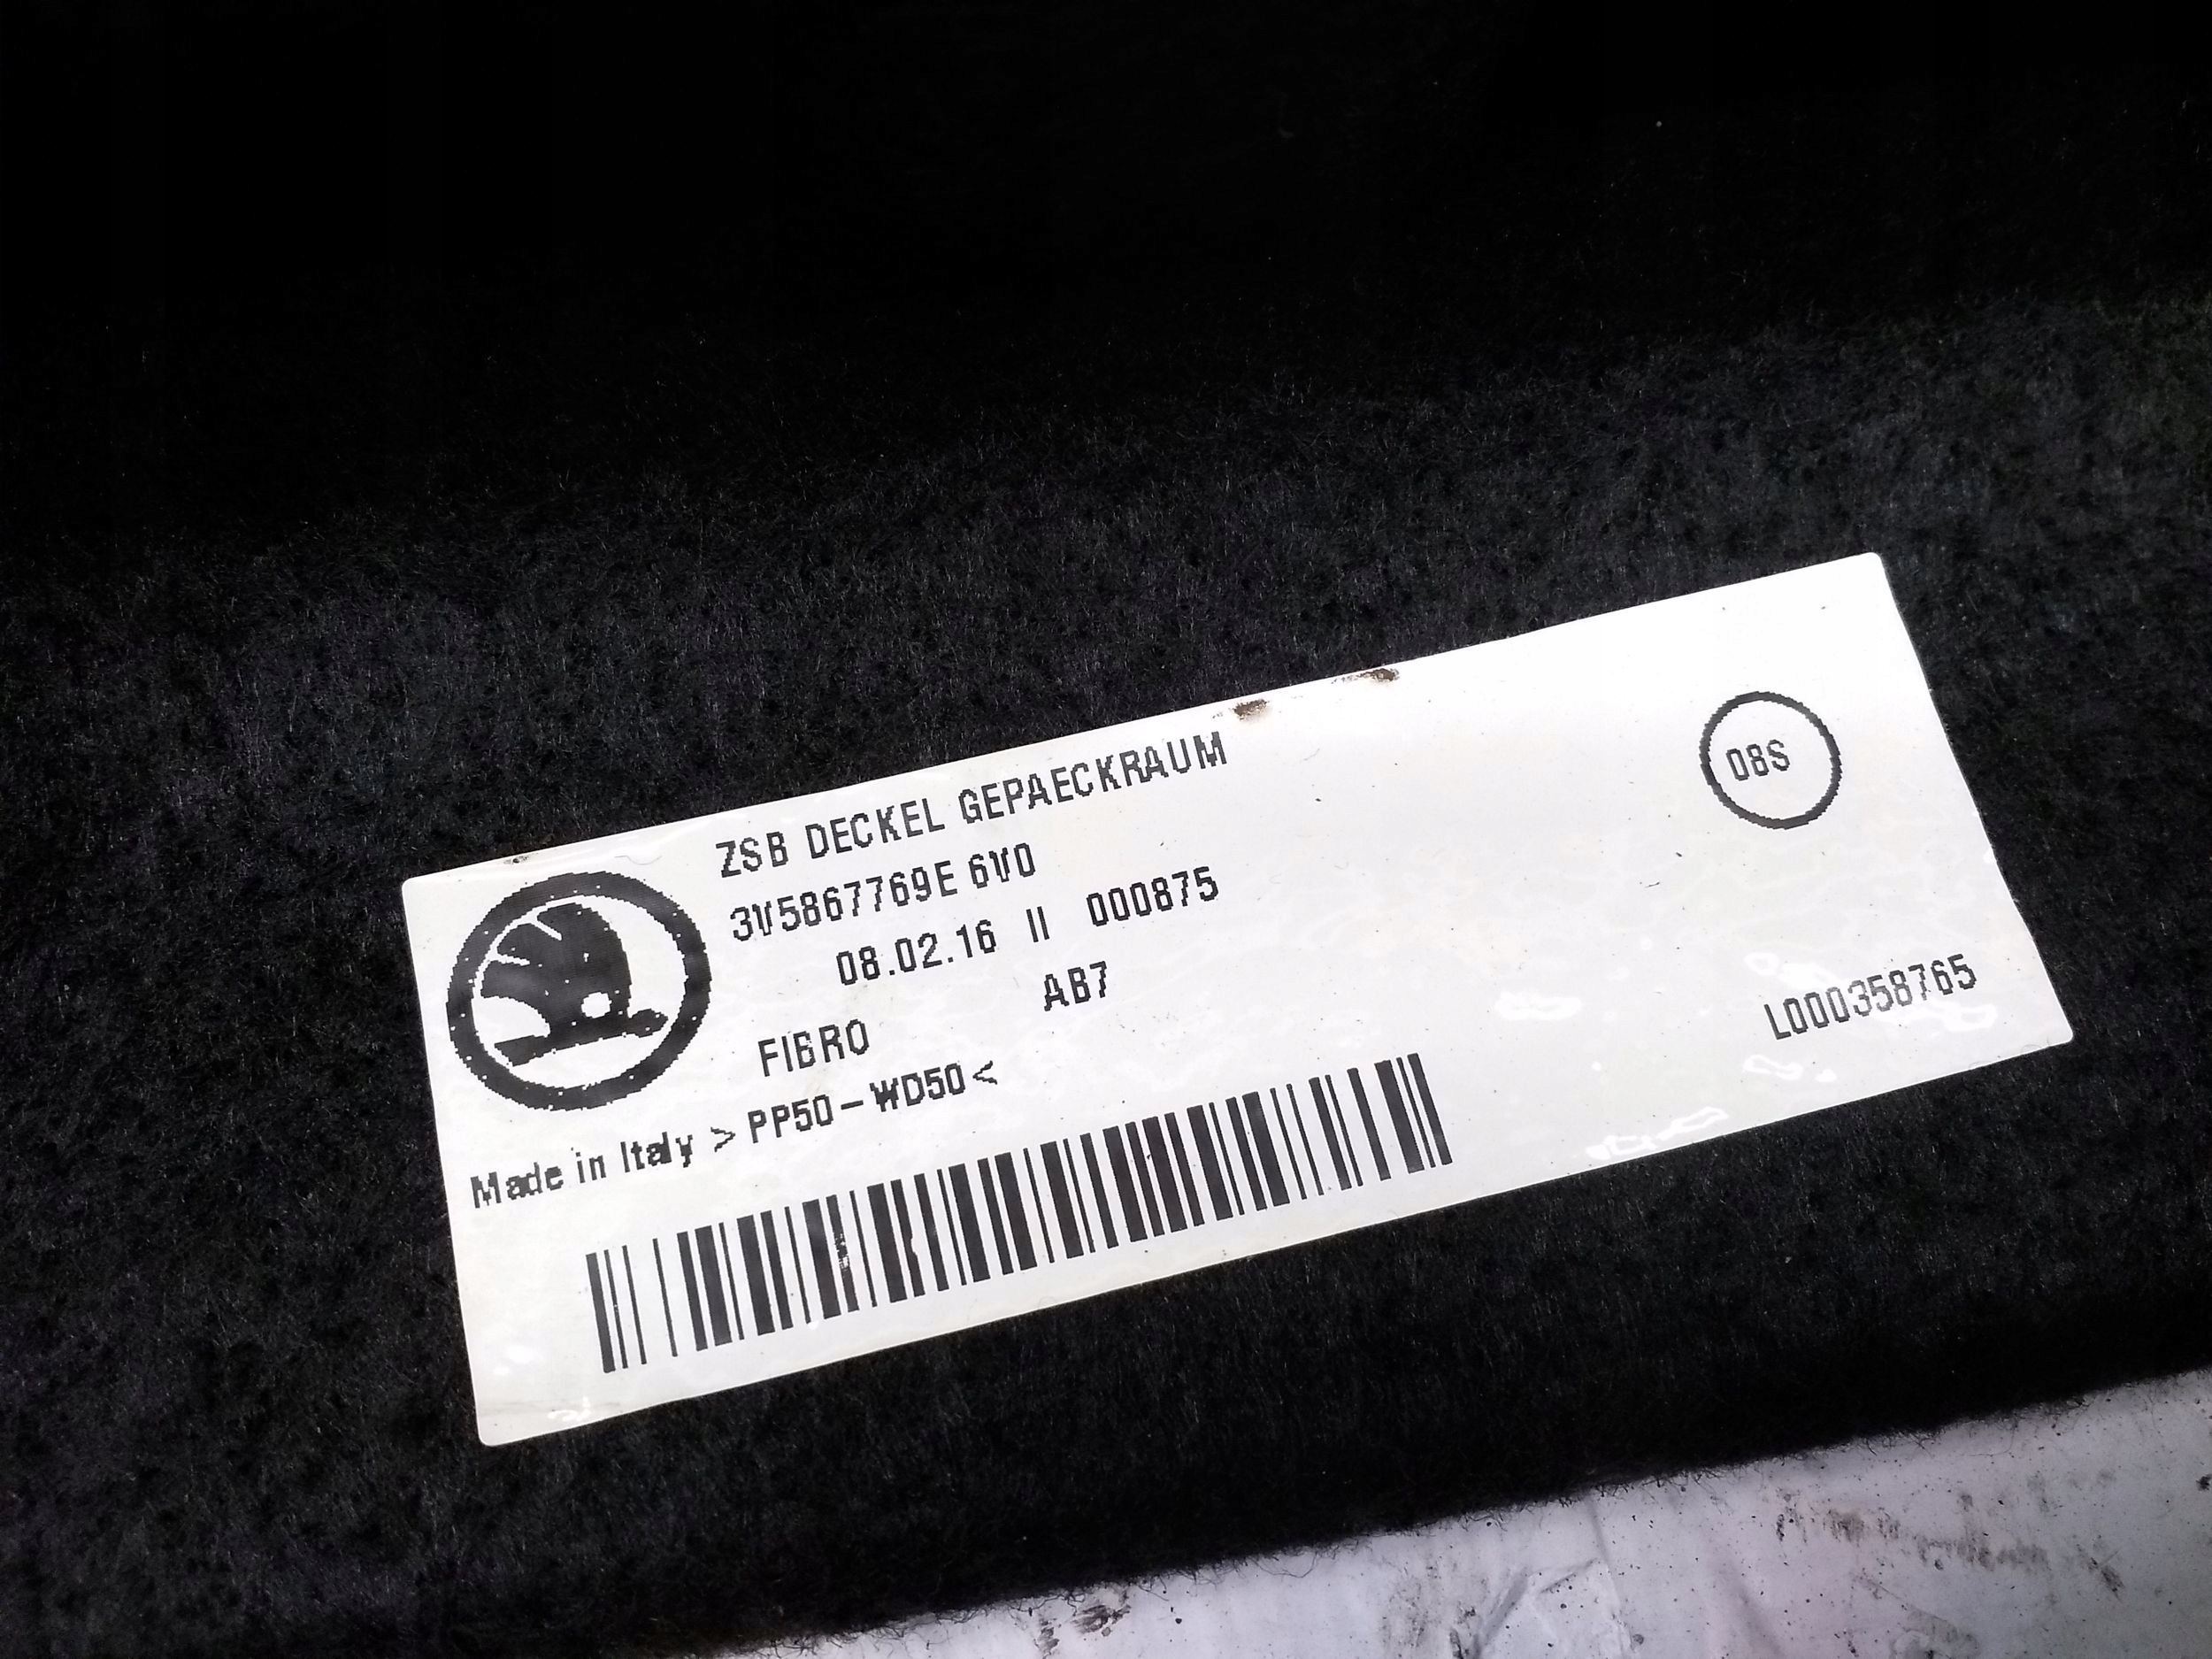 ZSB DECKEL GEPAECKRAUM
08S
3V5867769E 6V0
08.02.16 II 000875
AB7
FIBRO
L000358765
Made in Italy >PP50-WD50<